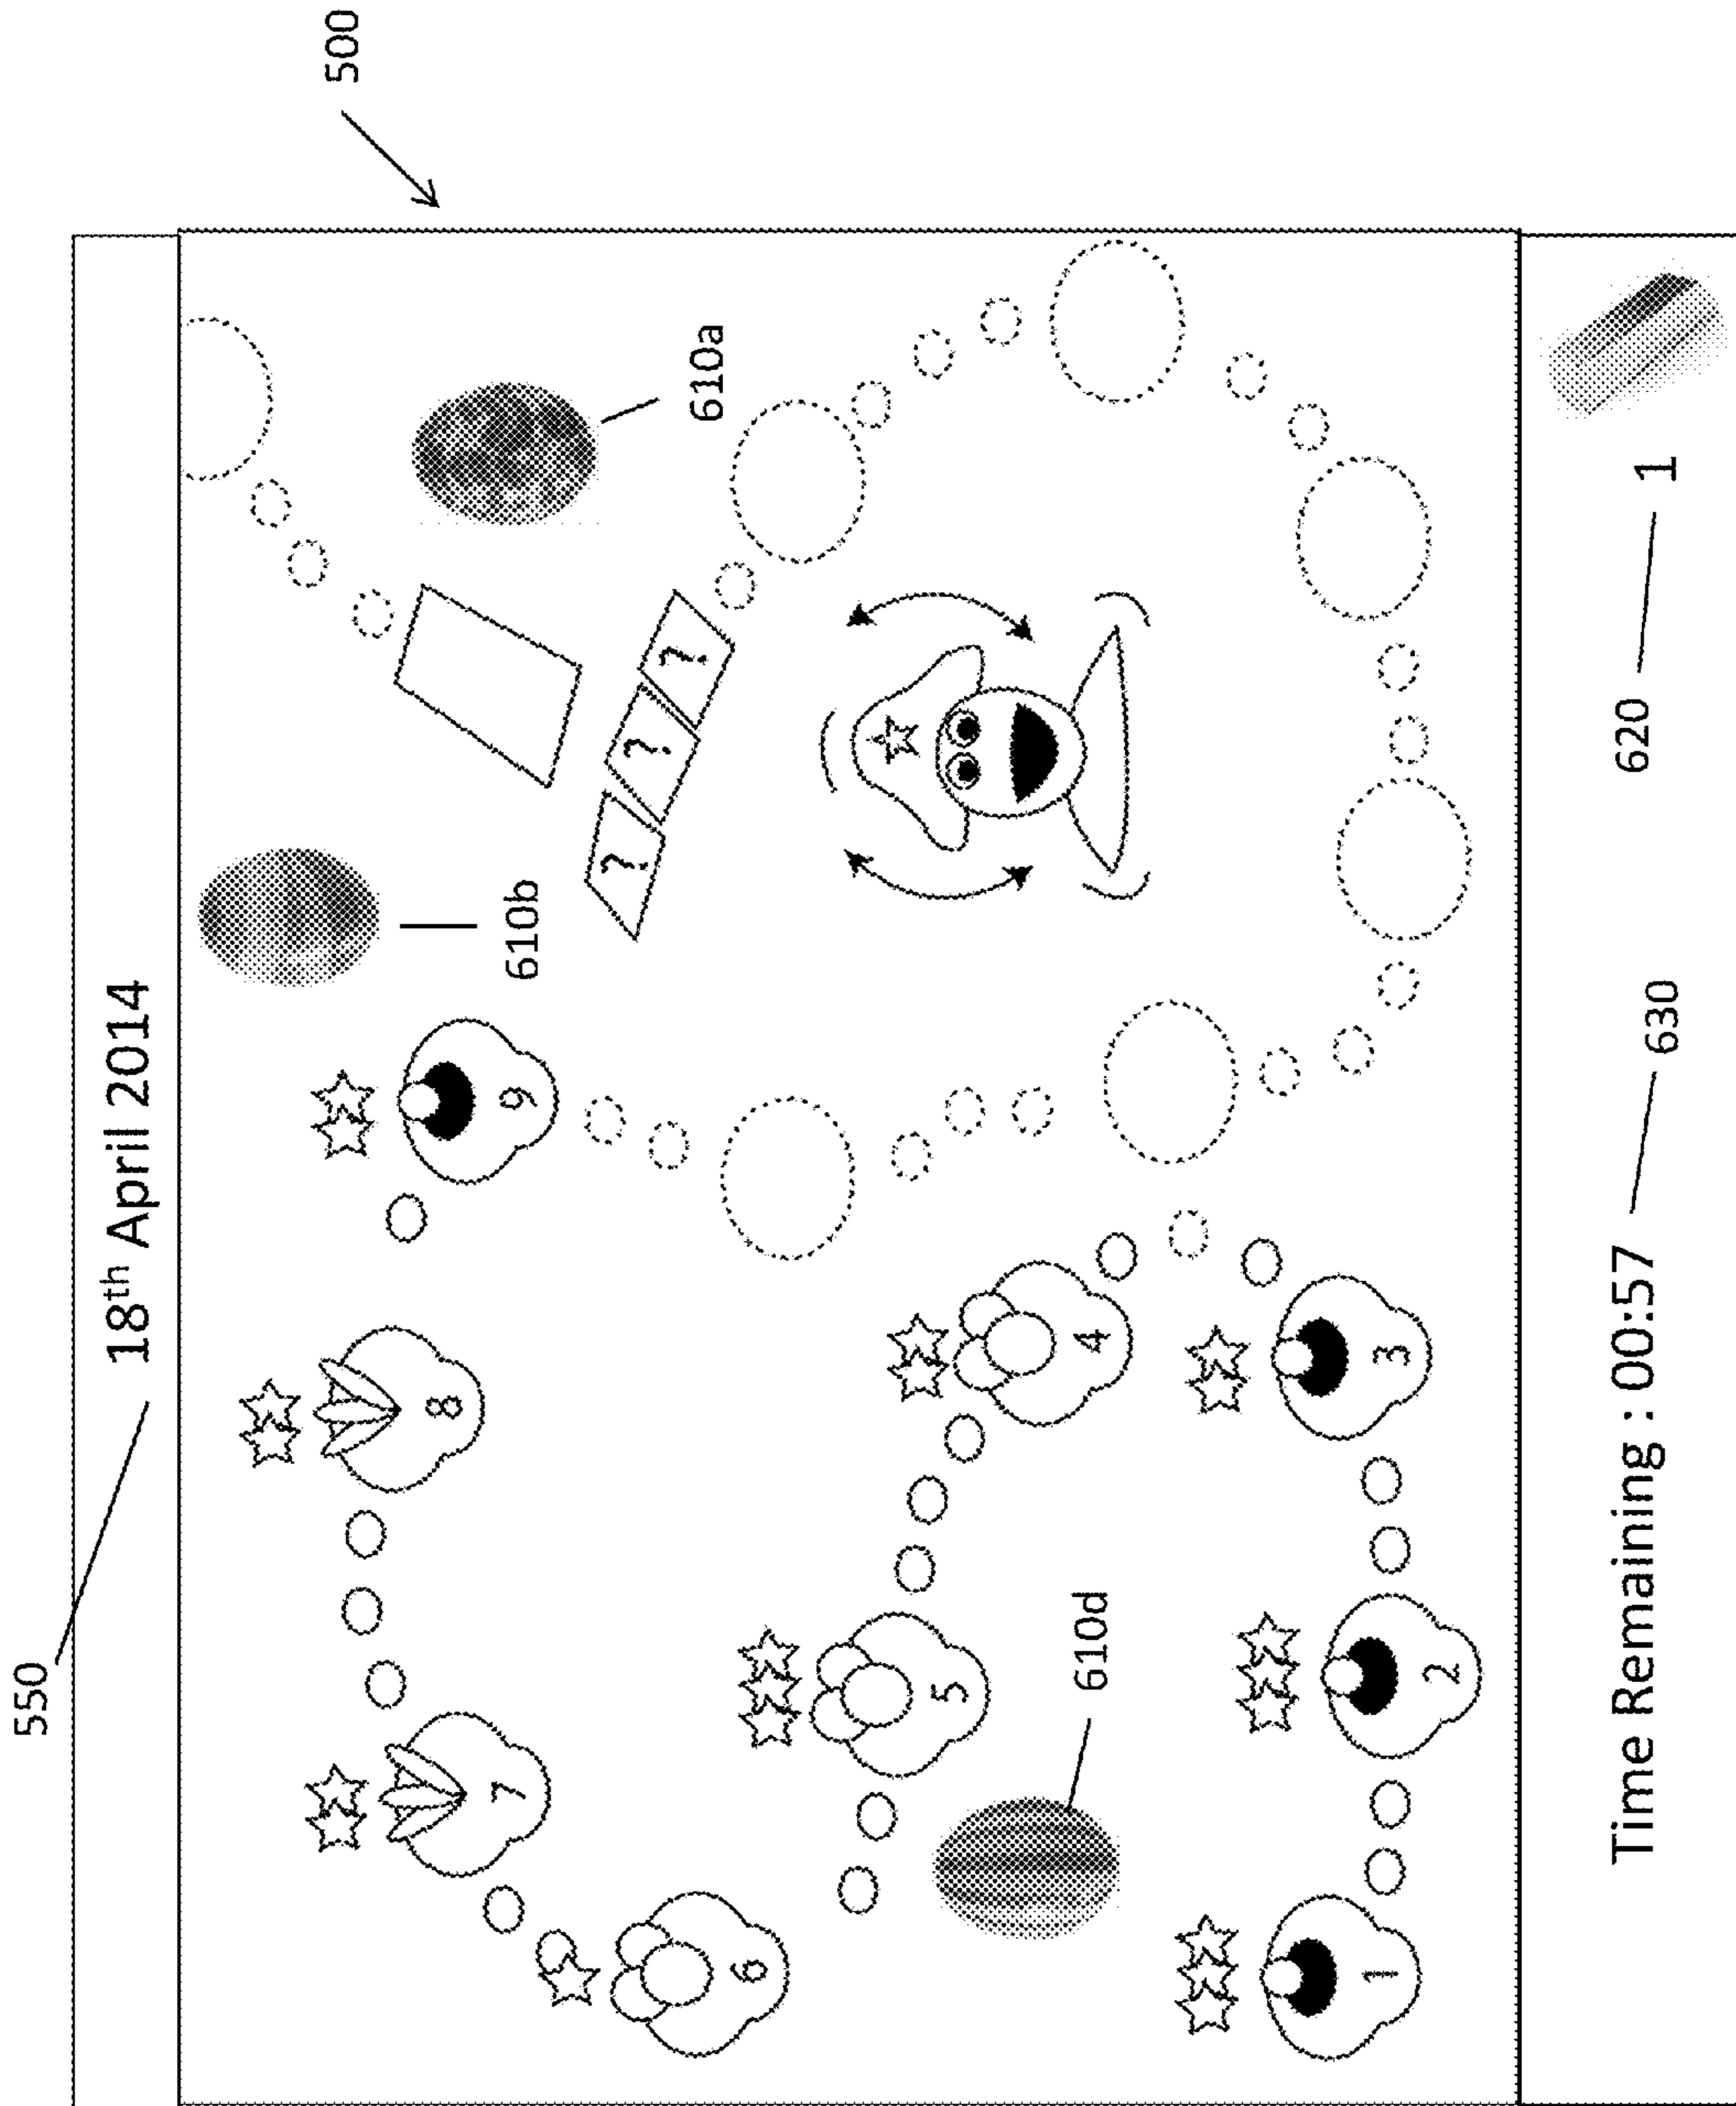 550
18th April 2014
500
610b
610a
8
9
7
? ? ?
6
5
4
610d
1
2
3
Time Remaining : 00:57
630
620
1